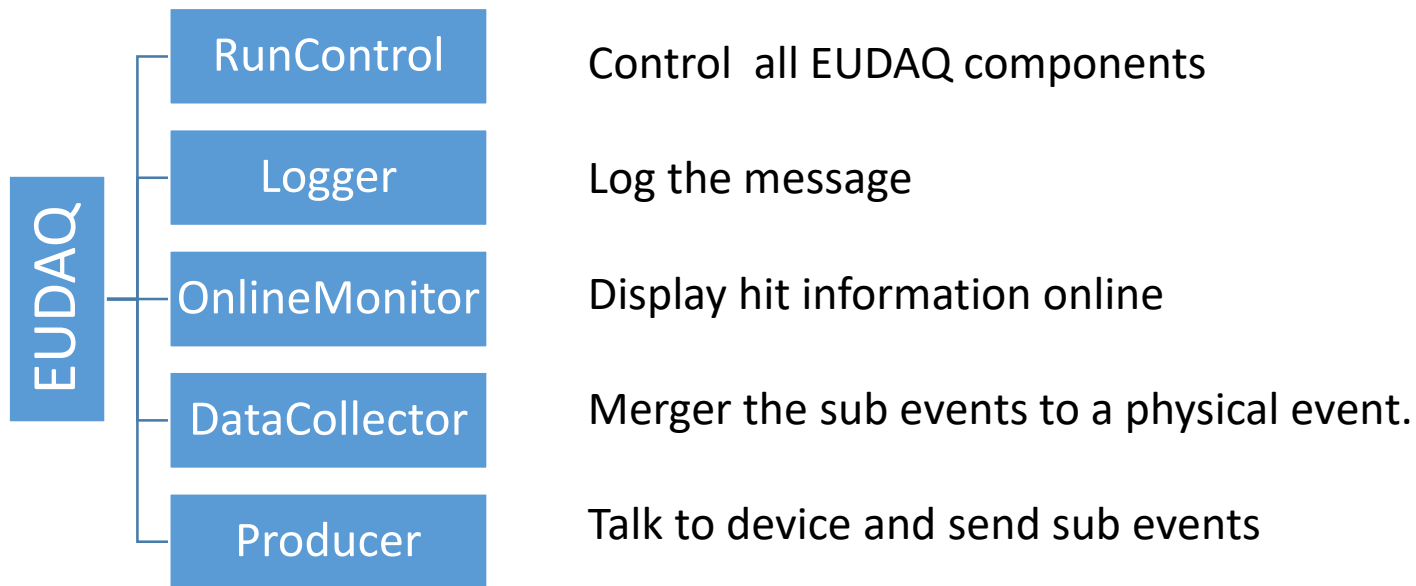 EUDAQ
RunControl
Control all EUDAQ components
Logger
Log the message
OnlineMonitor
Display hit information online
DataCollector
Merger the sub events to a physical event.
Producer
Talk to device and send sub events